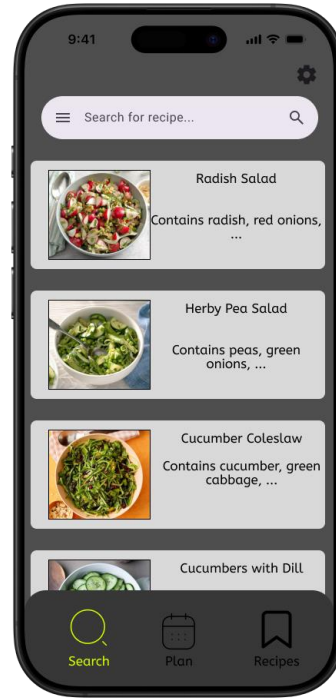 9:41
Search for recipe...
Radish Salad
Contains radish, red onions,
...
Herby Pea Salad
Contains peas, green
onions, ...
Cucumber Coleslaw
Contains cucumber, green
cabbage, ...
Cucumbers with Dill
Search
Plan
Recipes